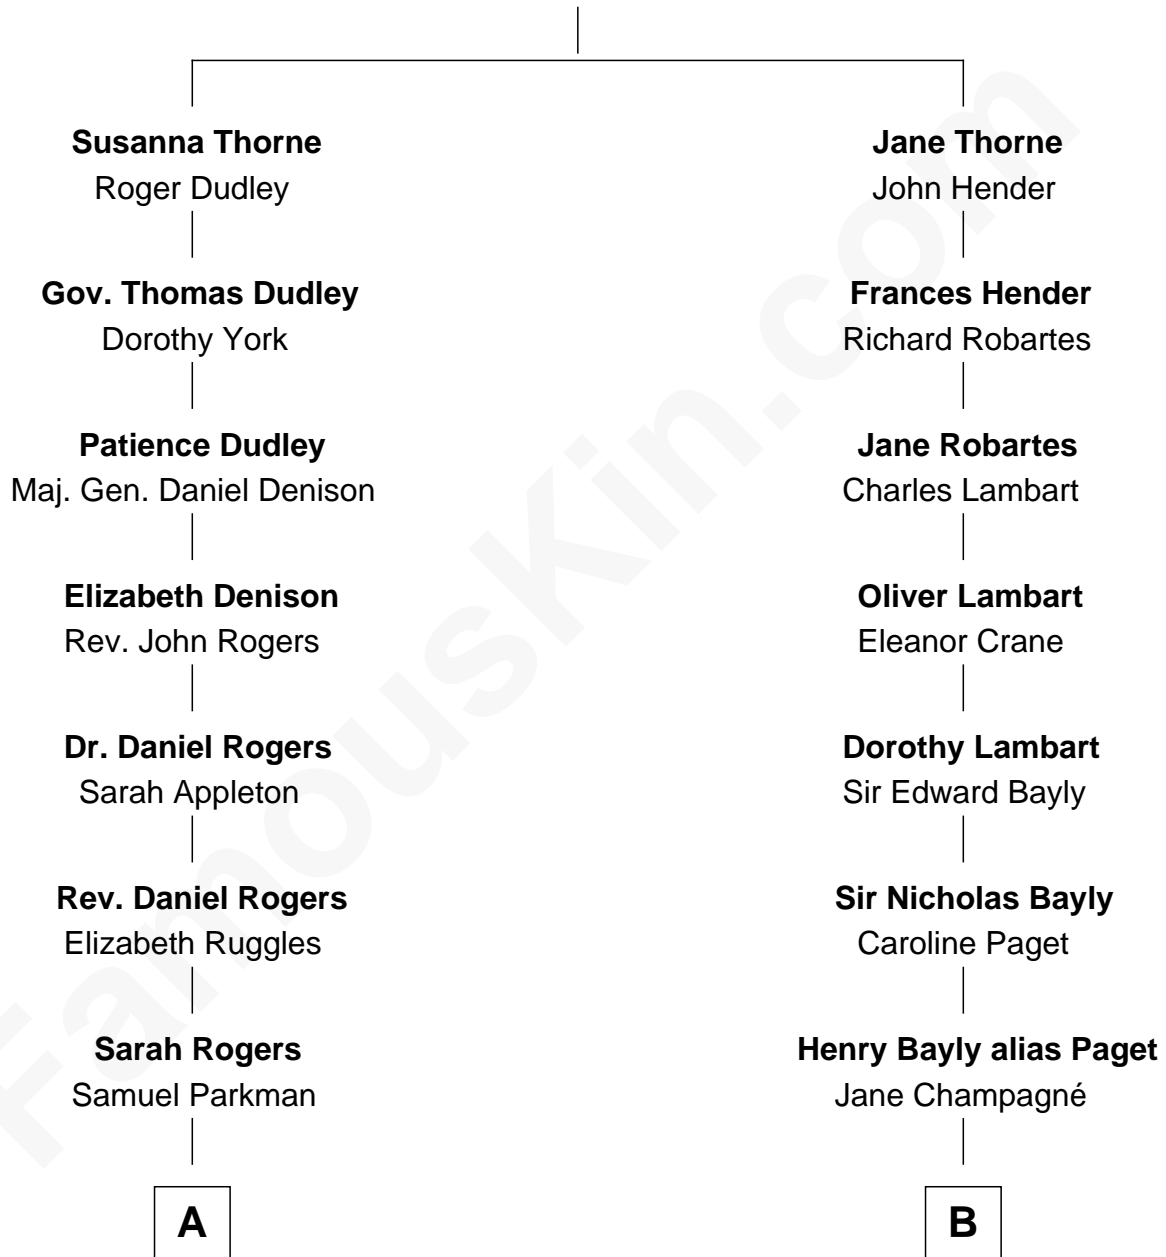 Susanna Thorne
Roger Dudley
Jane Thorne
John Hender
Gov. Thomas Dudley
Dorothy York
Frances Hender
Richard Robartes
Patience Dudley
Maj. Gen. Daniel Denison
Jane Robartes
Charles Lambart
Elizabeth Denison
Rev. John Rogers
Oliver Lambart
Eleanor Crane
Dr. Daniel Rogers
Sarah Appleton
Dorothy Lambart
Sir Edward Bayly
Rev. Daniel Rogers
Elizabeth Ruggles
Sir Nicholas Bayly
Caroline Paget
Sarah Rogers
Samuel Parkman
Henry Bayly alias Paget
Jane Champagné
A
B
FamousKin.com